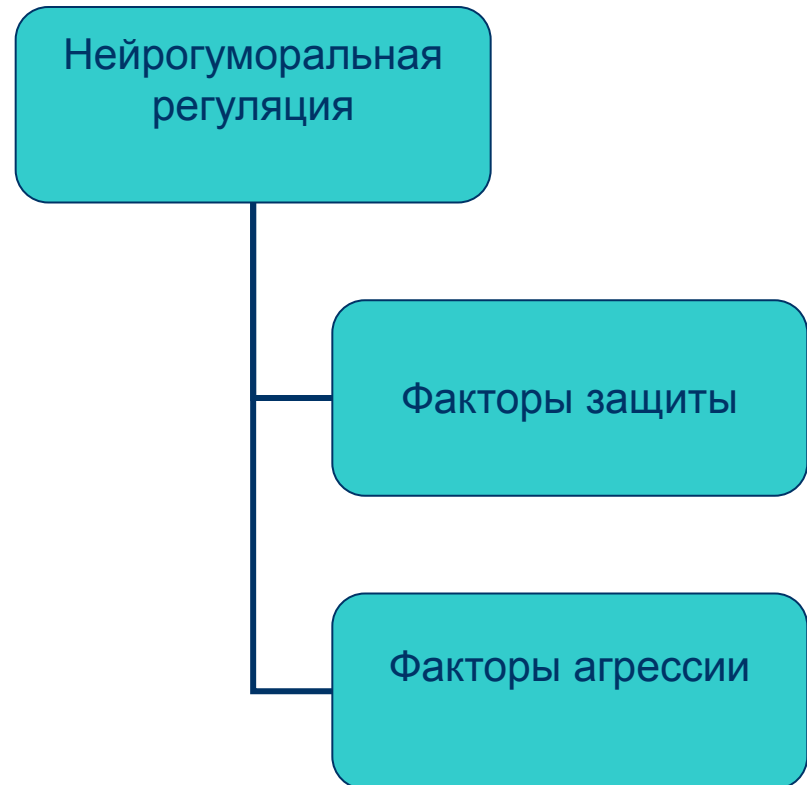 Нейрогуморальная
регуляция
Факторы защиты
Факторы агрессии